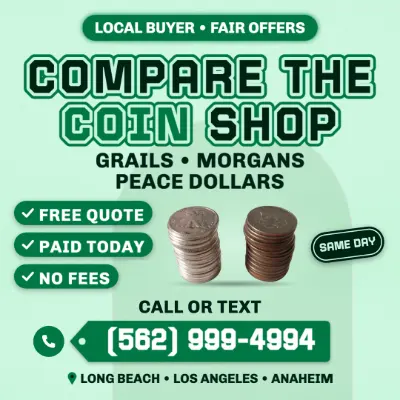 LOCAL BUYER • FAIR OFFERS
COMPARE THE
COIN SHOP
GRAILS • MORGANS
PEACE DOLLARS
FREE QUOTE
PAID TODAY
NO FEES
SAME DAY
CALL OR TEXT
(562) 999-4994
LONG BEACH • LOS ANGELES • ANAHEIM